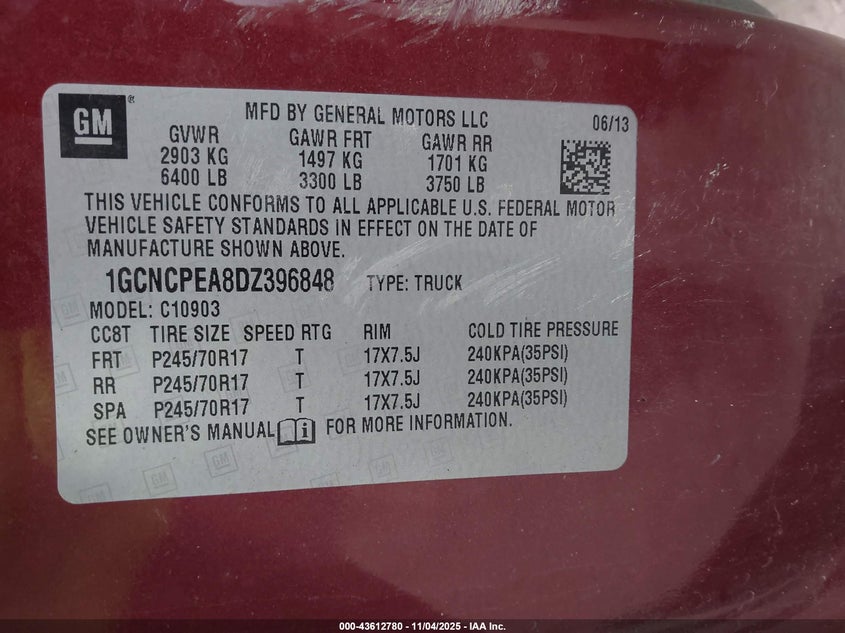 GM®
MFD BY GENERAL MOTORS LLC
06/13
GVWR GAWR FRT GAWR RR
2903 KG 1497 KG 1701 KG
6400 LB 3300 LB 3750 LB
THIS VEHICLE CONFORMS TO ALL APPLICABLE U.S. FEDERAL MOTOR
VEHICLE SAFETY STANDARDS IN EFFECT ON THE DATE OF
MANUFACTURE SHOWN ABOVE.
1GCNCPEA8DZ396848 TYPE: TRUCK
MODEL: C10903
CC8T TIRE SIZE SPEED RTG RIM COLD TIRE PRESSURE
FRT P245/70R17 T 17X7.5J 240KPA(35PSI)
RR P245/70R17 T 17X7.5J 240KPA(35PSI)
SPA P245/70R17 T 17X7.5J 240KPA(35PSI)
SEE OWNER'S MANUAL i FOR MORE INFORMATION.
000-43612780 - 11/04/2025 - IAA Inc.